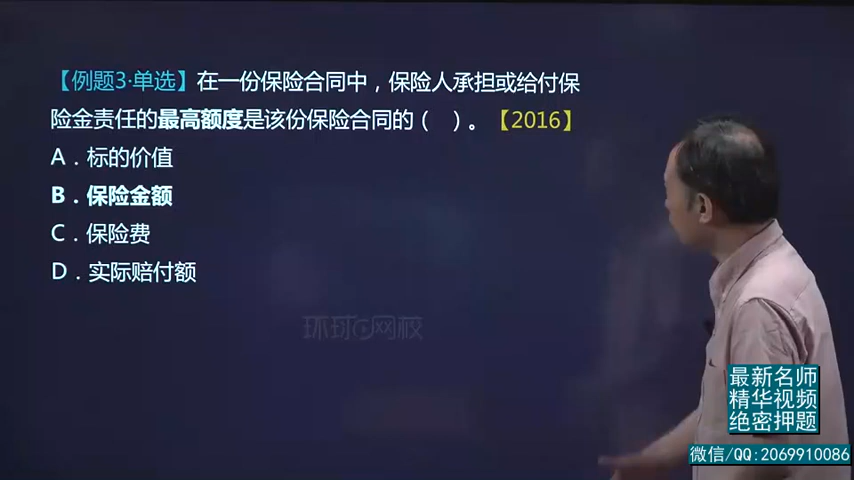 【例题3·单选】在一份保险合同中，保险人承担或给付保
险金责任的最高额度是该份保险合同的（　）。【2016】
A．标的价值
B．保险金额
C．保险费
D．实际赔付额
环球网校
最新名师
精华视频
绝密押题
微信/QQ:2069910086